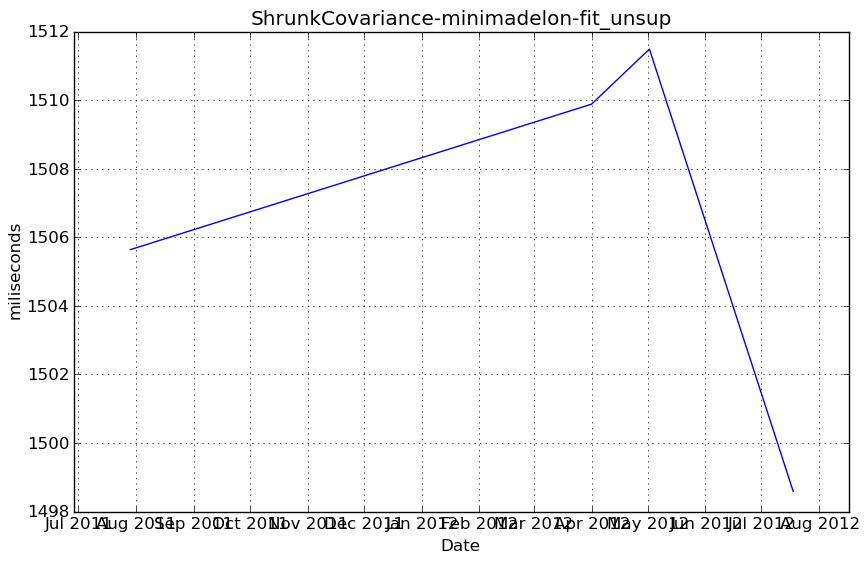 ShrunkCovariance-minimadelon-fit_unsup
1512
1510
1508
1506
1504
1502
1500
1498
miliseconds
Jul 2011 Aug 2011 Sep 2011 Oct 2011 Nov 2011 Dec 2011 Jan 2012 Feb 2012 Mar 2012 Apr 2012 May 2012 Jun 2012 Jul 2012 Aug 2012
Date